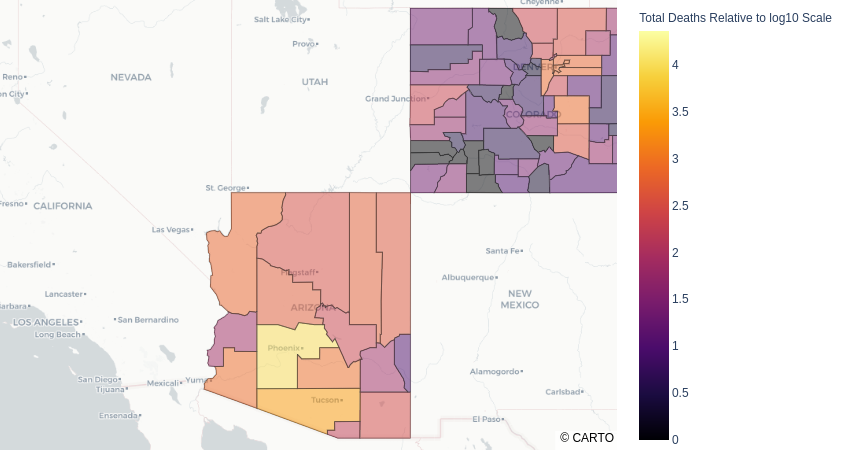 Cheyenne
Salt Lake City
Provo
Reno
NEVADA
UTAH
on City
Grand Junction
DENVER
COLORADO
St. George
Fresno
CALIFORNIA
Las Vegas
Santa Fe
Bakersfield
Flagstaff
Albuquerque
Lancaster
NEW
MEXICO
arbara
ARIZONA
LOS ANGELES
San Bernardino
Long Beach
Phoenix
Alamogordo
San Diego
Mexicali
Yuma
Tijuana
Carlsbad
Tucson
Ensenada
El Paso
© CARTO
Total Deaths Relative to log10 Scale
4
3.5
3
2.5
2
1.5
1
0.5
0